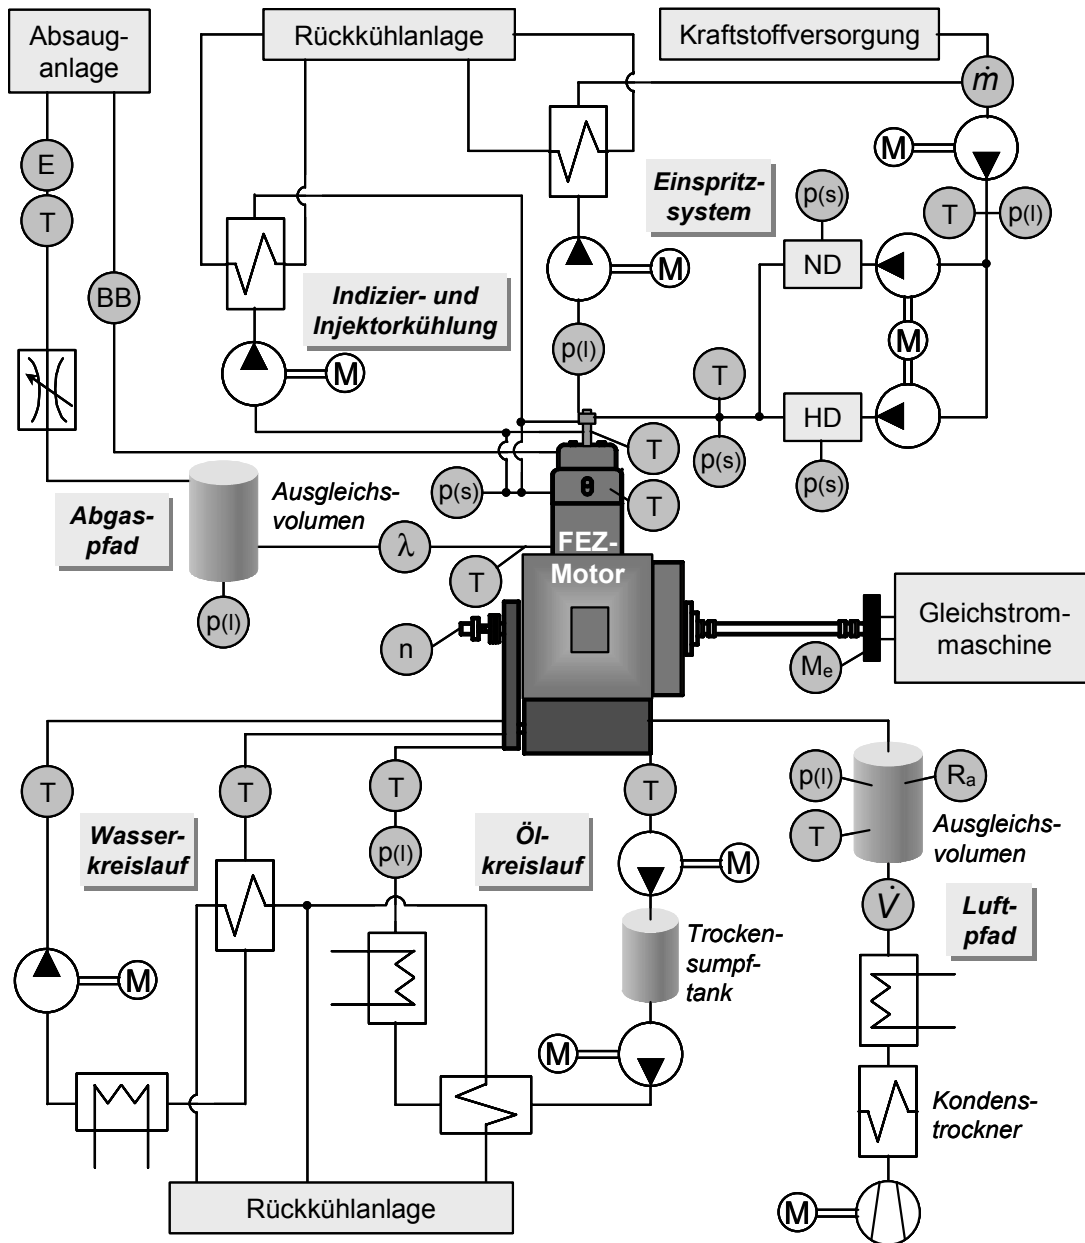 Absaug-
anlage
Rückkühlanlage
Kraftstoffversorgung
ṁ
M
E
T
Einspritz-
system
p(s)
T
p(l)
ND
M
BB
Indizier- und
Injektorkühlung
M
p(l)
M
T
HD
p(s)
p(s)
T
p(s)
T
Abgas-
pfad
Ausgleichs-
volumen
λ
T
FEZ-
Motor
p(l)
n
Me
Gleichstrom-
maschine
T
T
T
T
p(l)
Ra
T
Ausgleichs-
volumen
Wasser-
kreislauf
p(l)
Öl-
kreislauf
M
V̇
Luft-
pfad
M
Trocken-
sumpf-
tank
M
Kondens-
trockner
Rückkühlanlage
M